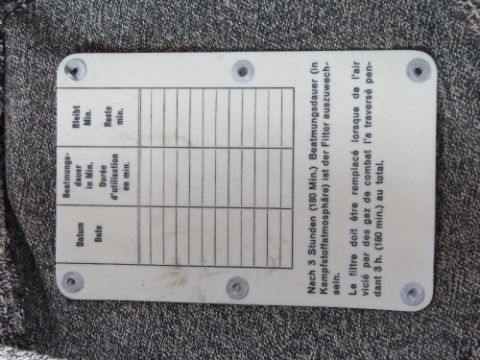 Datum
Date
Beatmungs-
dauer
in Min.
Durée
d'utilisation
en min.
Bleibt
Min.
Reste
min.
Nach 3 Stunden (180 Min.) Beatmungsdauer (in
Kampfstoffatmosphäre) ist der Filter auszuwech-
sein.
Le filtre doit être remplacé lorsque de l'air
vicié par des gaz de combat l'a traversé pen-
dant 3 h. (180 min.) au total.